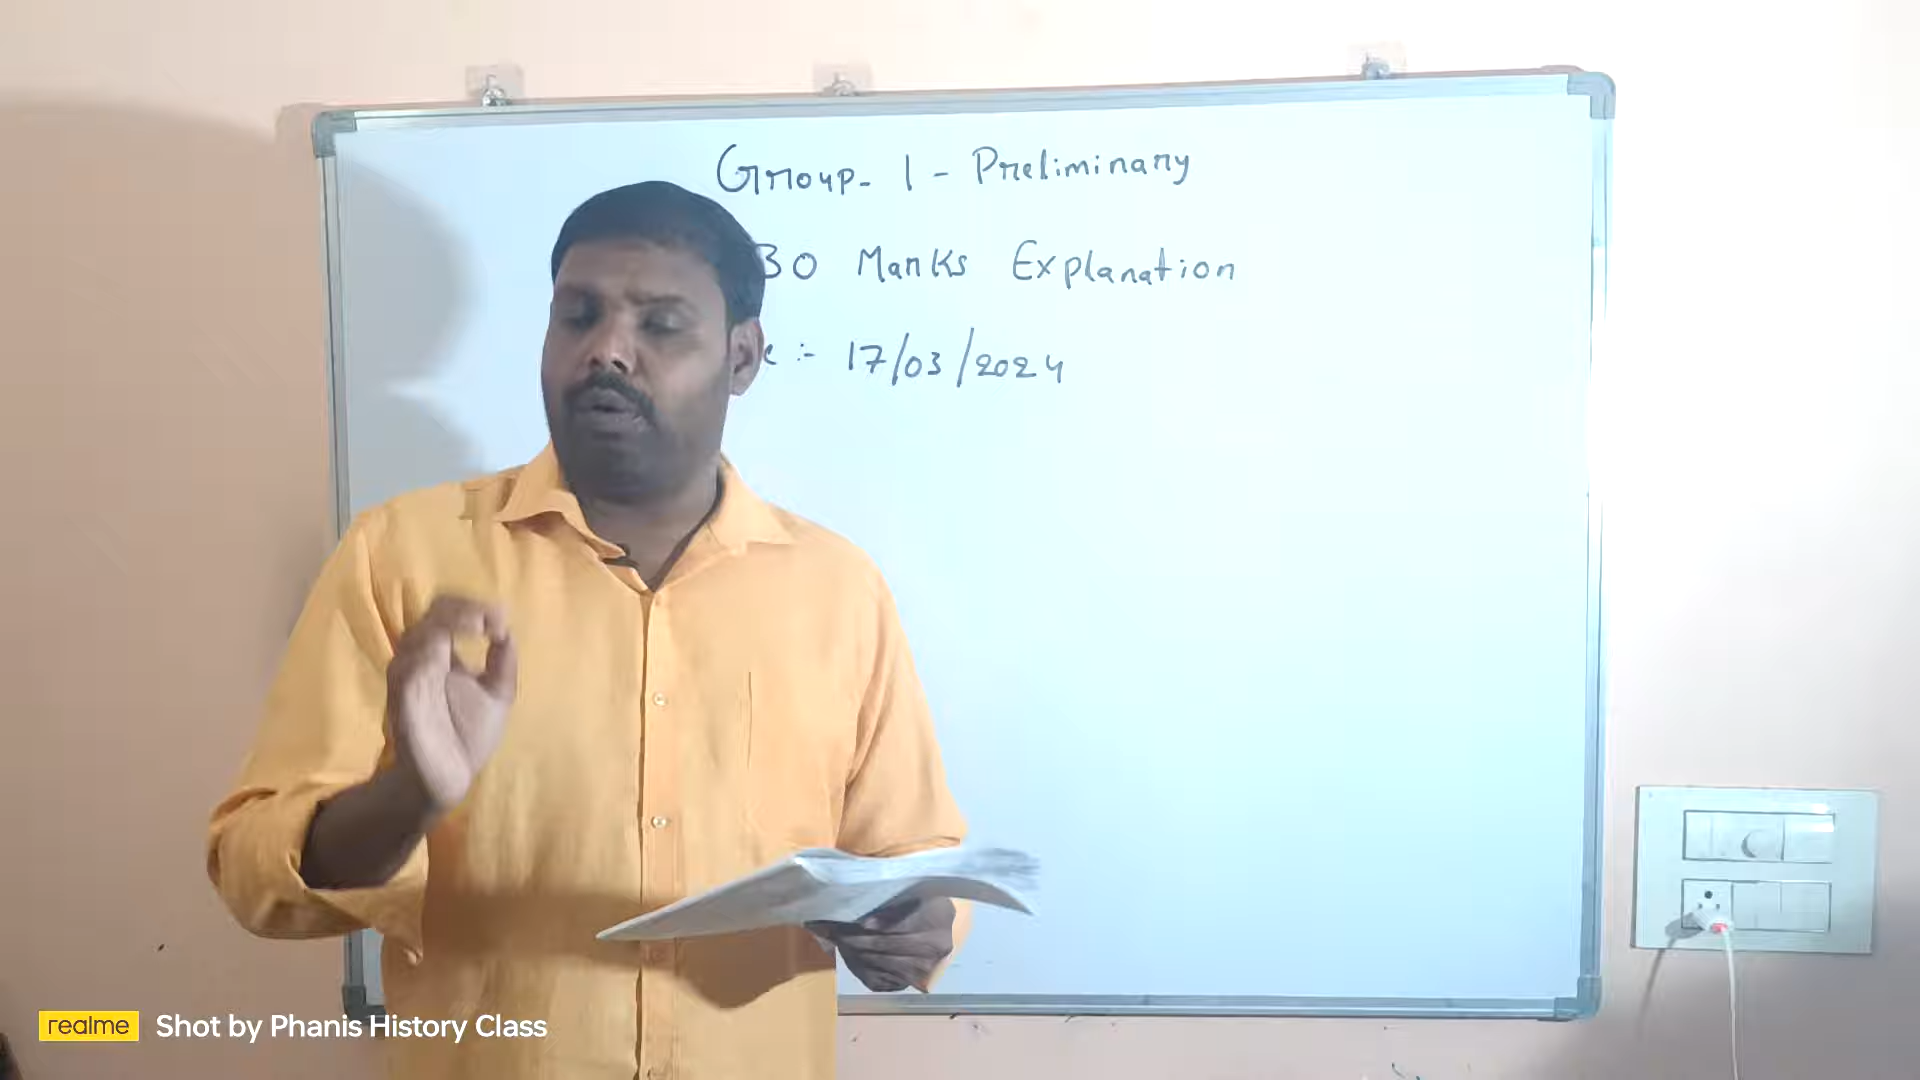 Group- 1 - Preliminary
30 Marks Explanation
:- 17/03/2024
realme Shot by Phanis History Class